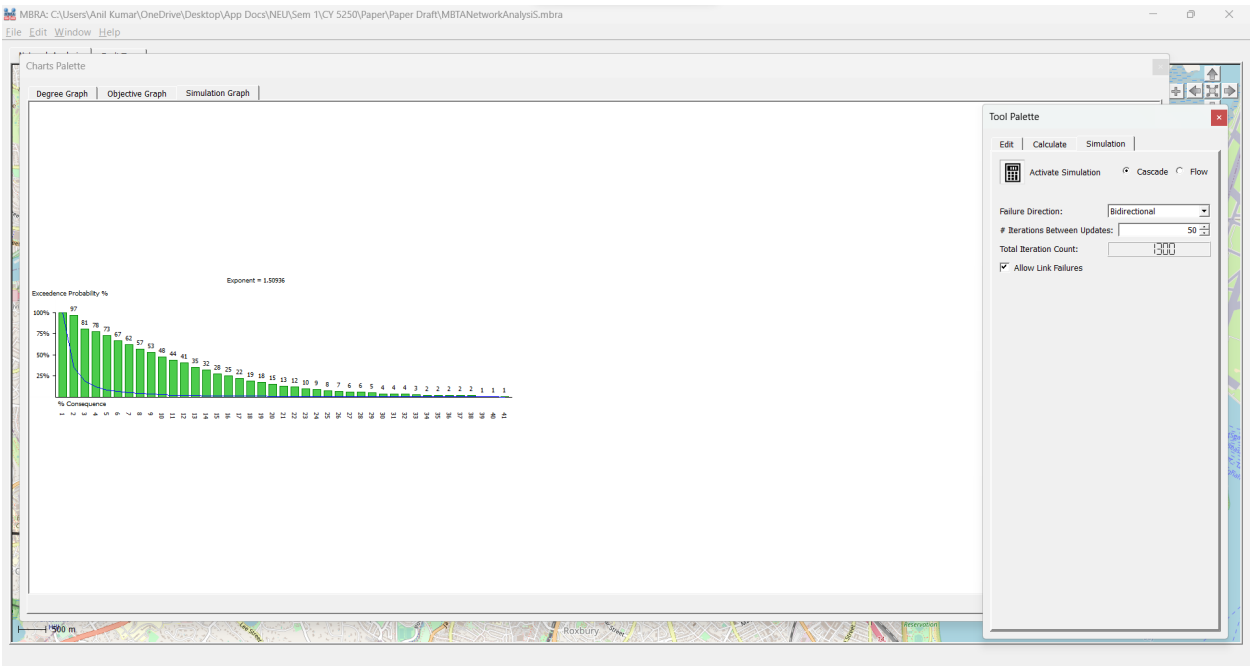 MBRA: C:\Users\Anil Kumar\OneDrive\Desktop\App Docs\NEU\Sem 1\CY 5250\Paper\Paper Draft\MBTANetworkAnalysiS.mbra
File Edit Window Help
Charts Palette
Degree Graph Objective Graph Simulation Graph
Tool Palette
Edit Calculate Simulation
Activate Simulation Cascade Flow
Failure Direction: Bidirectional
# Iterations Between Updates: 50
Total Iteration Count: 1300
Allow Link Failures
Exponent = 1.50936
Exceedence Probability %
100%
75%
50%
25%
97 81 78 73 67 62 57 53 48 44 41 35 32 28 25 22 19 18 15 13 12 10 9 8 7 6 6 5 4 4 4 3 2 2 2 2 2 1 1 1
% Consequence
1 2 3 4 5 6 7 8 9 10 11 12 13 14 15 16 17 18 19 20 21 22 23 24 25 26 27 28 29 30 31 32 33 34 35 36 37 38 39 40 41
500 m
Roxbury
Street
Reservation